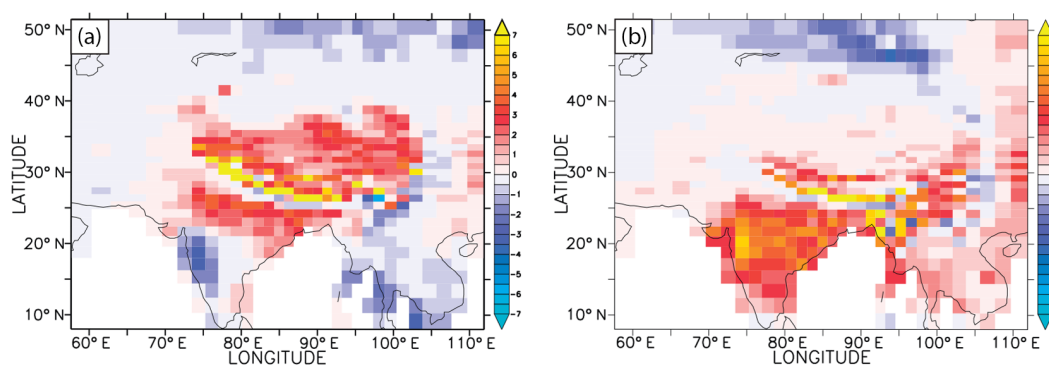 (a)
(b)
50° N
40° N
30° N
20° N
10° N
LATITUDE
60° E
70° E
80° E
90° E
100° E
110° E
LONGITUDE
7
6
5
4
3
2
1
0
-1
-2
-3
-4
-5
-6
-7
50° N
40° N
30° N
20° N
10° N
LATITUDE
60° E
70° E
80° E
90° E
100° E
110° E
LONGITUDE